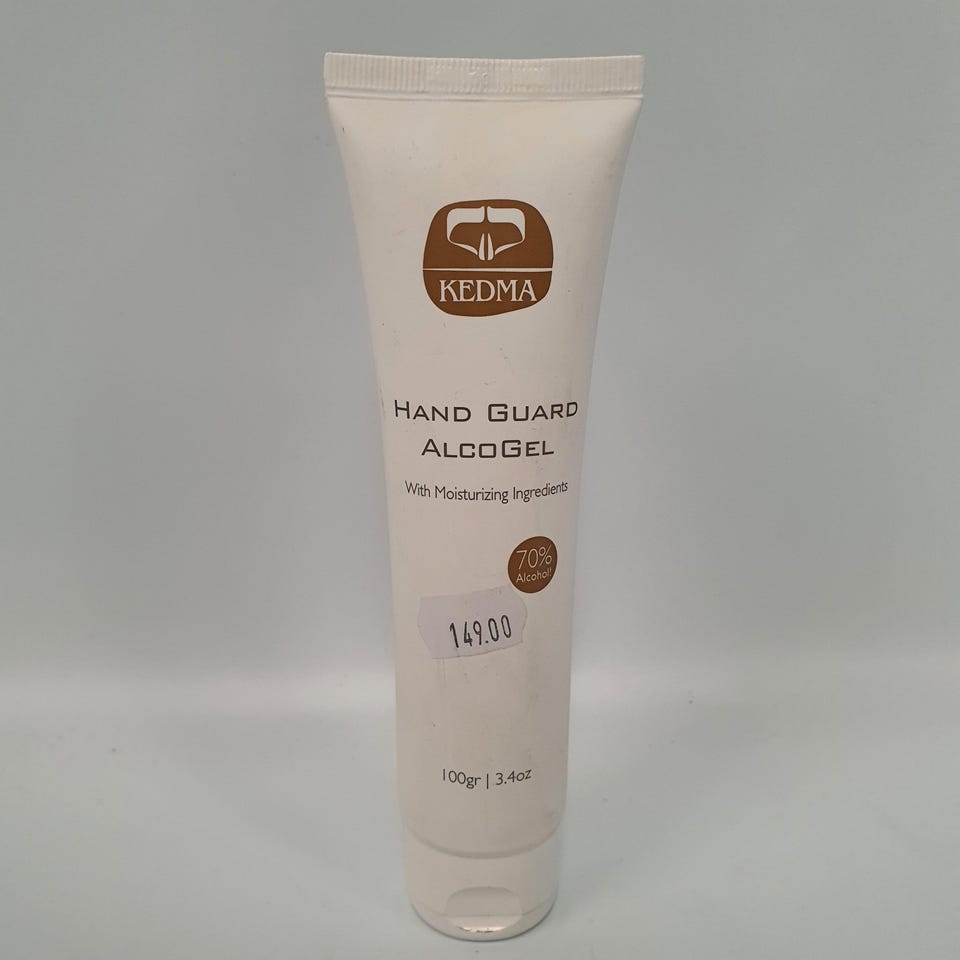 KEDMA
HAND GUARD
ALCOGEL
With Moisturizing Ingredients
70%
Alcohol!
149.00
100gr | 3.4oz